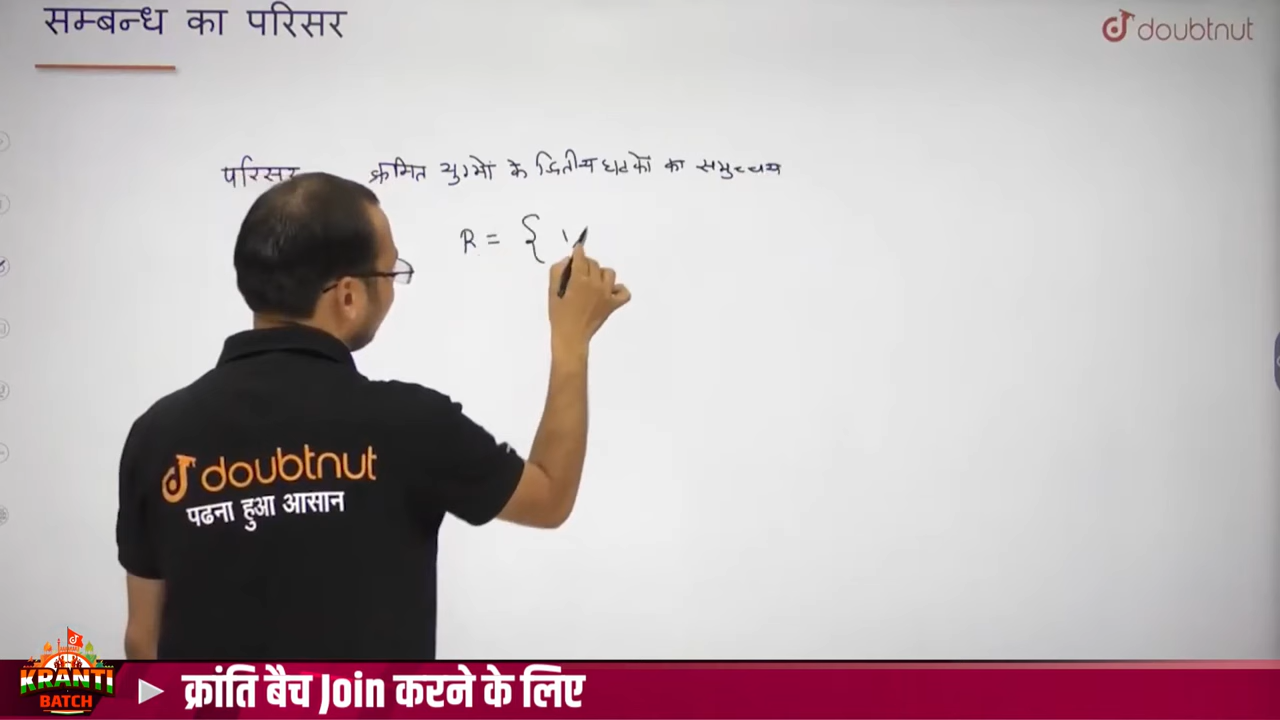 सम्बन्ध का परिसर
doubtnut
परिसर क्रमित युग्मों के द्वितीय घटकों का समुच्चय
R = {
doubtnut
पढना हुआ आसान
KRANTI
BATCH
क्रांति बैच Join करने के लिए